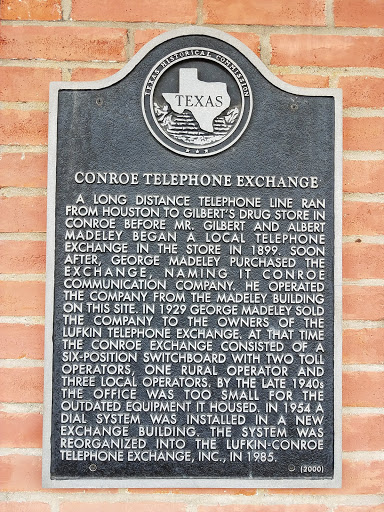 TEXAS HISTORICAL COMMISSION
TEXAS
CONROE TELEPHONE EXCHANGE
A LONG DISTANCE TELEPHONE LINE RAN
FROM HOUSTON TO GILBERT'S DRUG STORE IN
CONROE BEFORE MR. GILBERT AND ALBERT
MADELEY BEGAN A LOCAL TELEPHONE
EXCHANGE IN THE STORE IN 1899. SOON
AFTER, GEORGE MADELEY PURCHASED THE
EXCHANGE, NAMING IT CONROE
COMMUNICATION COMPANY. HE OPERATED
THE COMPANY FROM THE MADELEY BUILDING
ON THIS SITE. IN 1929 GEORGE MADELEY SOLD
THE COMPANY TO THE OWNERS OF THE
LUFKIN TELEPHONE EXCHANGE. AT THAT TIME
THE CONROE EXCHANGE CONSISTED OF A
SIX-POSITION SWITCHBOARD WITH TWO TOLL
OPERATORS, ONE RURAL OPERATOR AND
THREE LOCAL OPERATORS. BY THE LATE 1940s
THE OFFICE WAS TOO SMALL FOR THE
OUTDATED EQUIPMENT IT HOUSED. IN 1954 A
DIAL SYSTEM WAS INSTALLED IN A NEW
EXCHANGE BUILDING. THE SYSTEM WAS
REORGANIZED INTO THE LUFKIN-CONROE
TELEPHONE EXCHANGE, INC., IN 1985.
(2000)